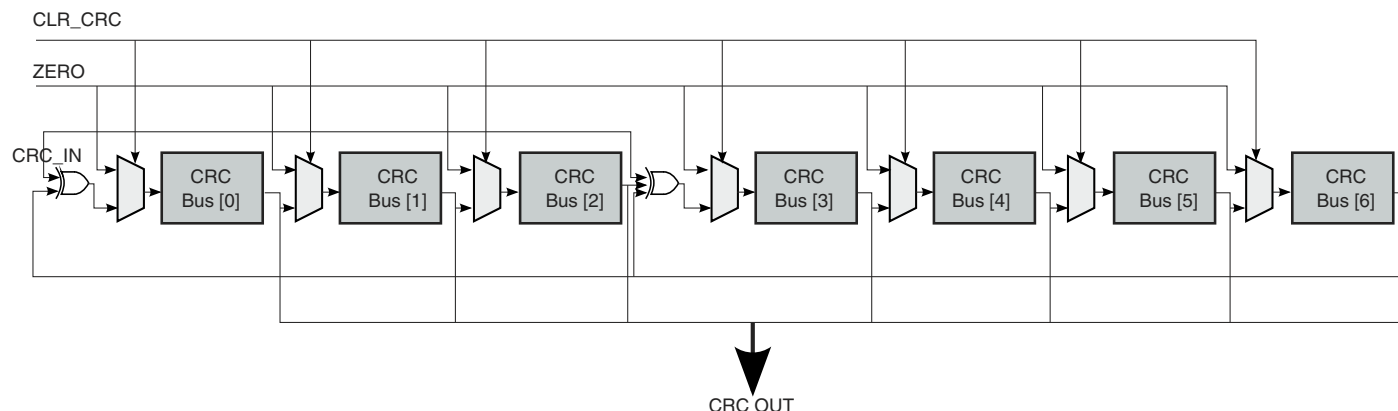 CLR_CRC
ZERO
CRC_IN
CRC
Bus [0]
CRC
Bus [1]
CRC
Bus [2]
CRC
Bus [3]
CRC
Bus [4]
CRC
Bus [5]
CRC
Bus [6]
CRC OUT